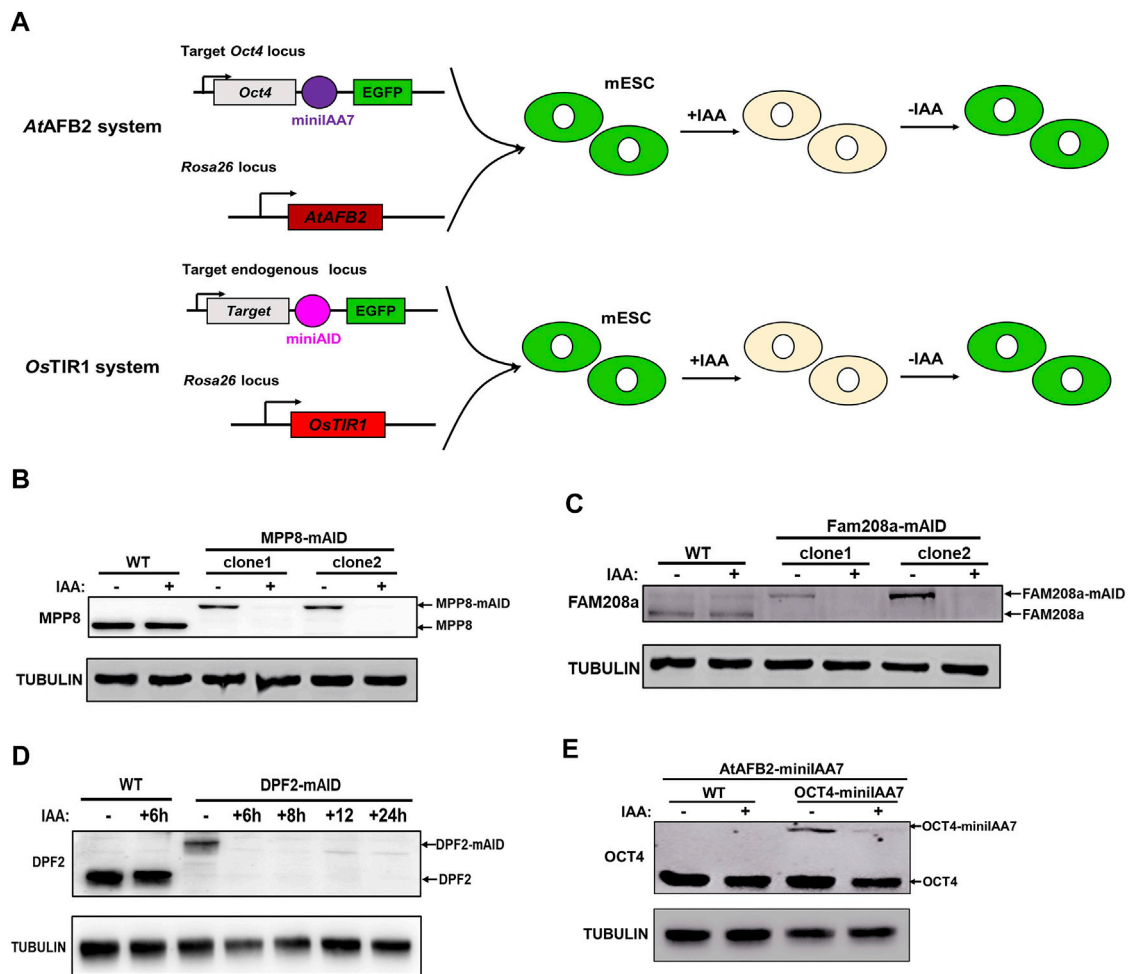 A
Target Oct4 locus
Oct4 EGFP
miniIAA7
AtAFB2 system
Rosa26 locus
AtAFB2
mESC
+IAA -IAA
Target endogenous locus
Target EGFP
miniAID
OsTIR1 system
Rosa26 locus
OsTIR1
mESC
+IAA -IAA
B
MPP8-mAID
WT clone1 clone2
IAA: - + - + - +
MPP8 MPP8-mAID
MPP8
TUBULIN
C
Fam208a-mAID
WT clone1 clone2
IAA: - + - + - +
FAM208a FAM208a-mAID
FAM208a
TUBULIN
D
WT DPF2-mAID
IAA: - +6h - +6h +8h +12 +24h
DPF2 DPF2-mAID
DPF2
TUBULIN
E
AtAFB2-miniIAA7
WT OCT4-miniIAA7
IAA: - + - +
OCT4 OCT4-miniIAA7
OCT4
TUBULIN